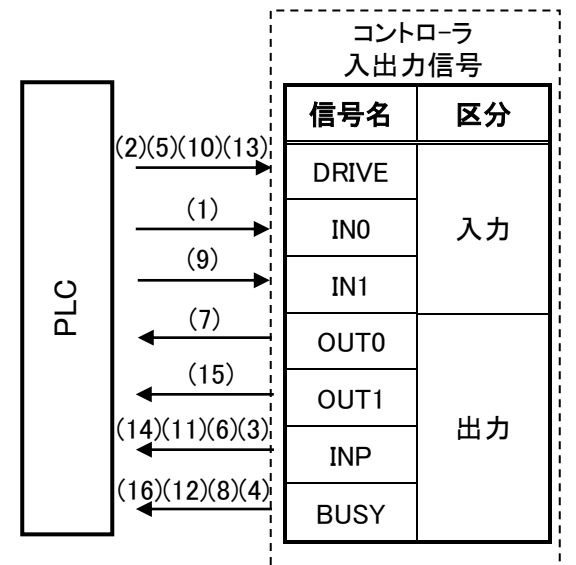 コントローラ
入出力信号
信号名 区分
(2)(5)(10)(13)
DRIVE
(1)
IN0
入力
(9)
IN1
PLC
(7)
OUT0
(15)
OUT1
出力
(14)(11)(6)(3)
INP
(16)(12)(8)(4)
BUSY